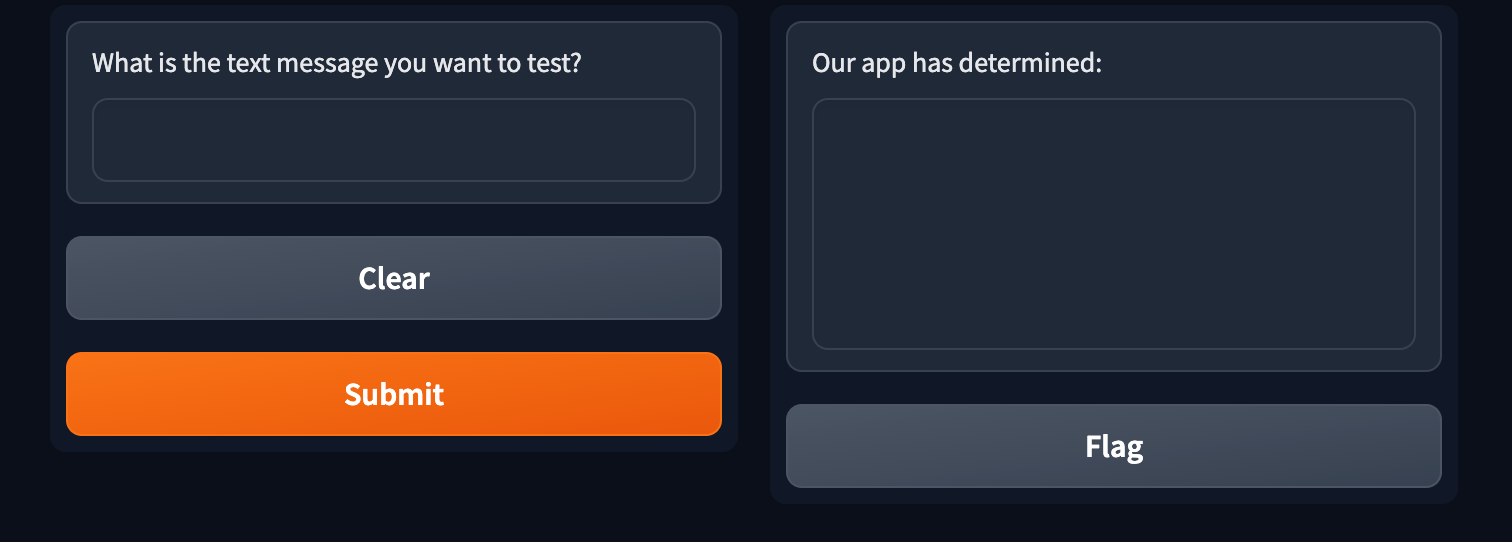 What is the text message you want to test?
Clear
Submit
Our app has determined:
Flag